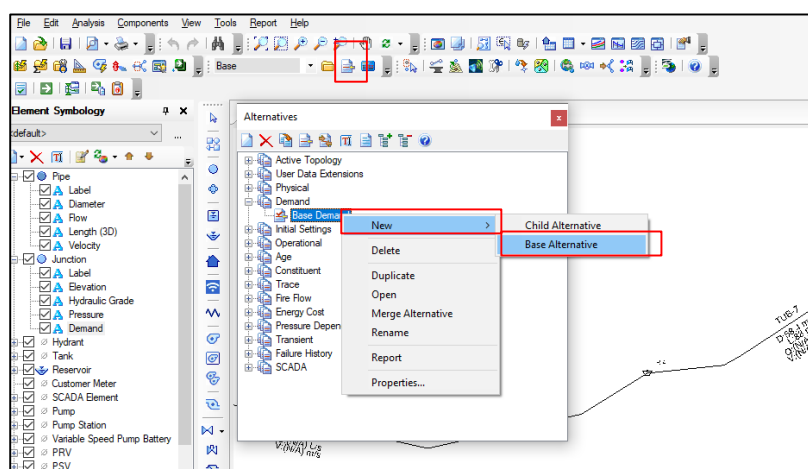 File Edit Analysis Components View Tools Report Help
Base
Element Symbology
<default>
...
Pipe
Label
Diameter
Flow
Length (3D)
Velocity
Junction
Label
Elevation
Hydraulic Grade
Pressure
Demand
Hydrant
Tank
Reservoir
Customer Meter
SCADA Element
Pump
Pump Station
Variable Speed Pump Battery
PRV
PSV
Alternatives
Active Topology
User Data Extensions
Physical
Demand
Base Deman
Initial Settings
Operational
Age
Constituent
Trace
Fire Flow
Energy Cost
Pressure Depen
Transient
Failure History
SCADA
New
Delete
Duplicate
Open
Merge Alternative
Rename
Report
Properties...
Child Alternative
Base Alternative
TUB-7
V:(N/A) m/s